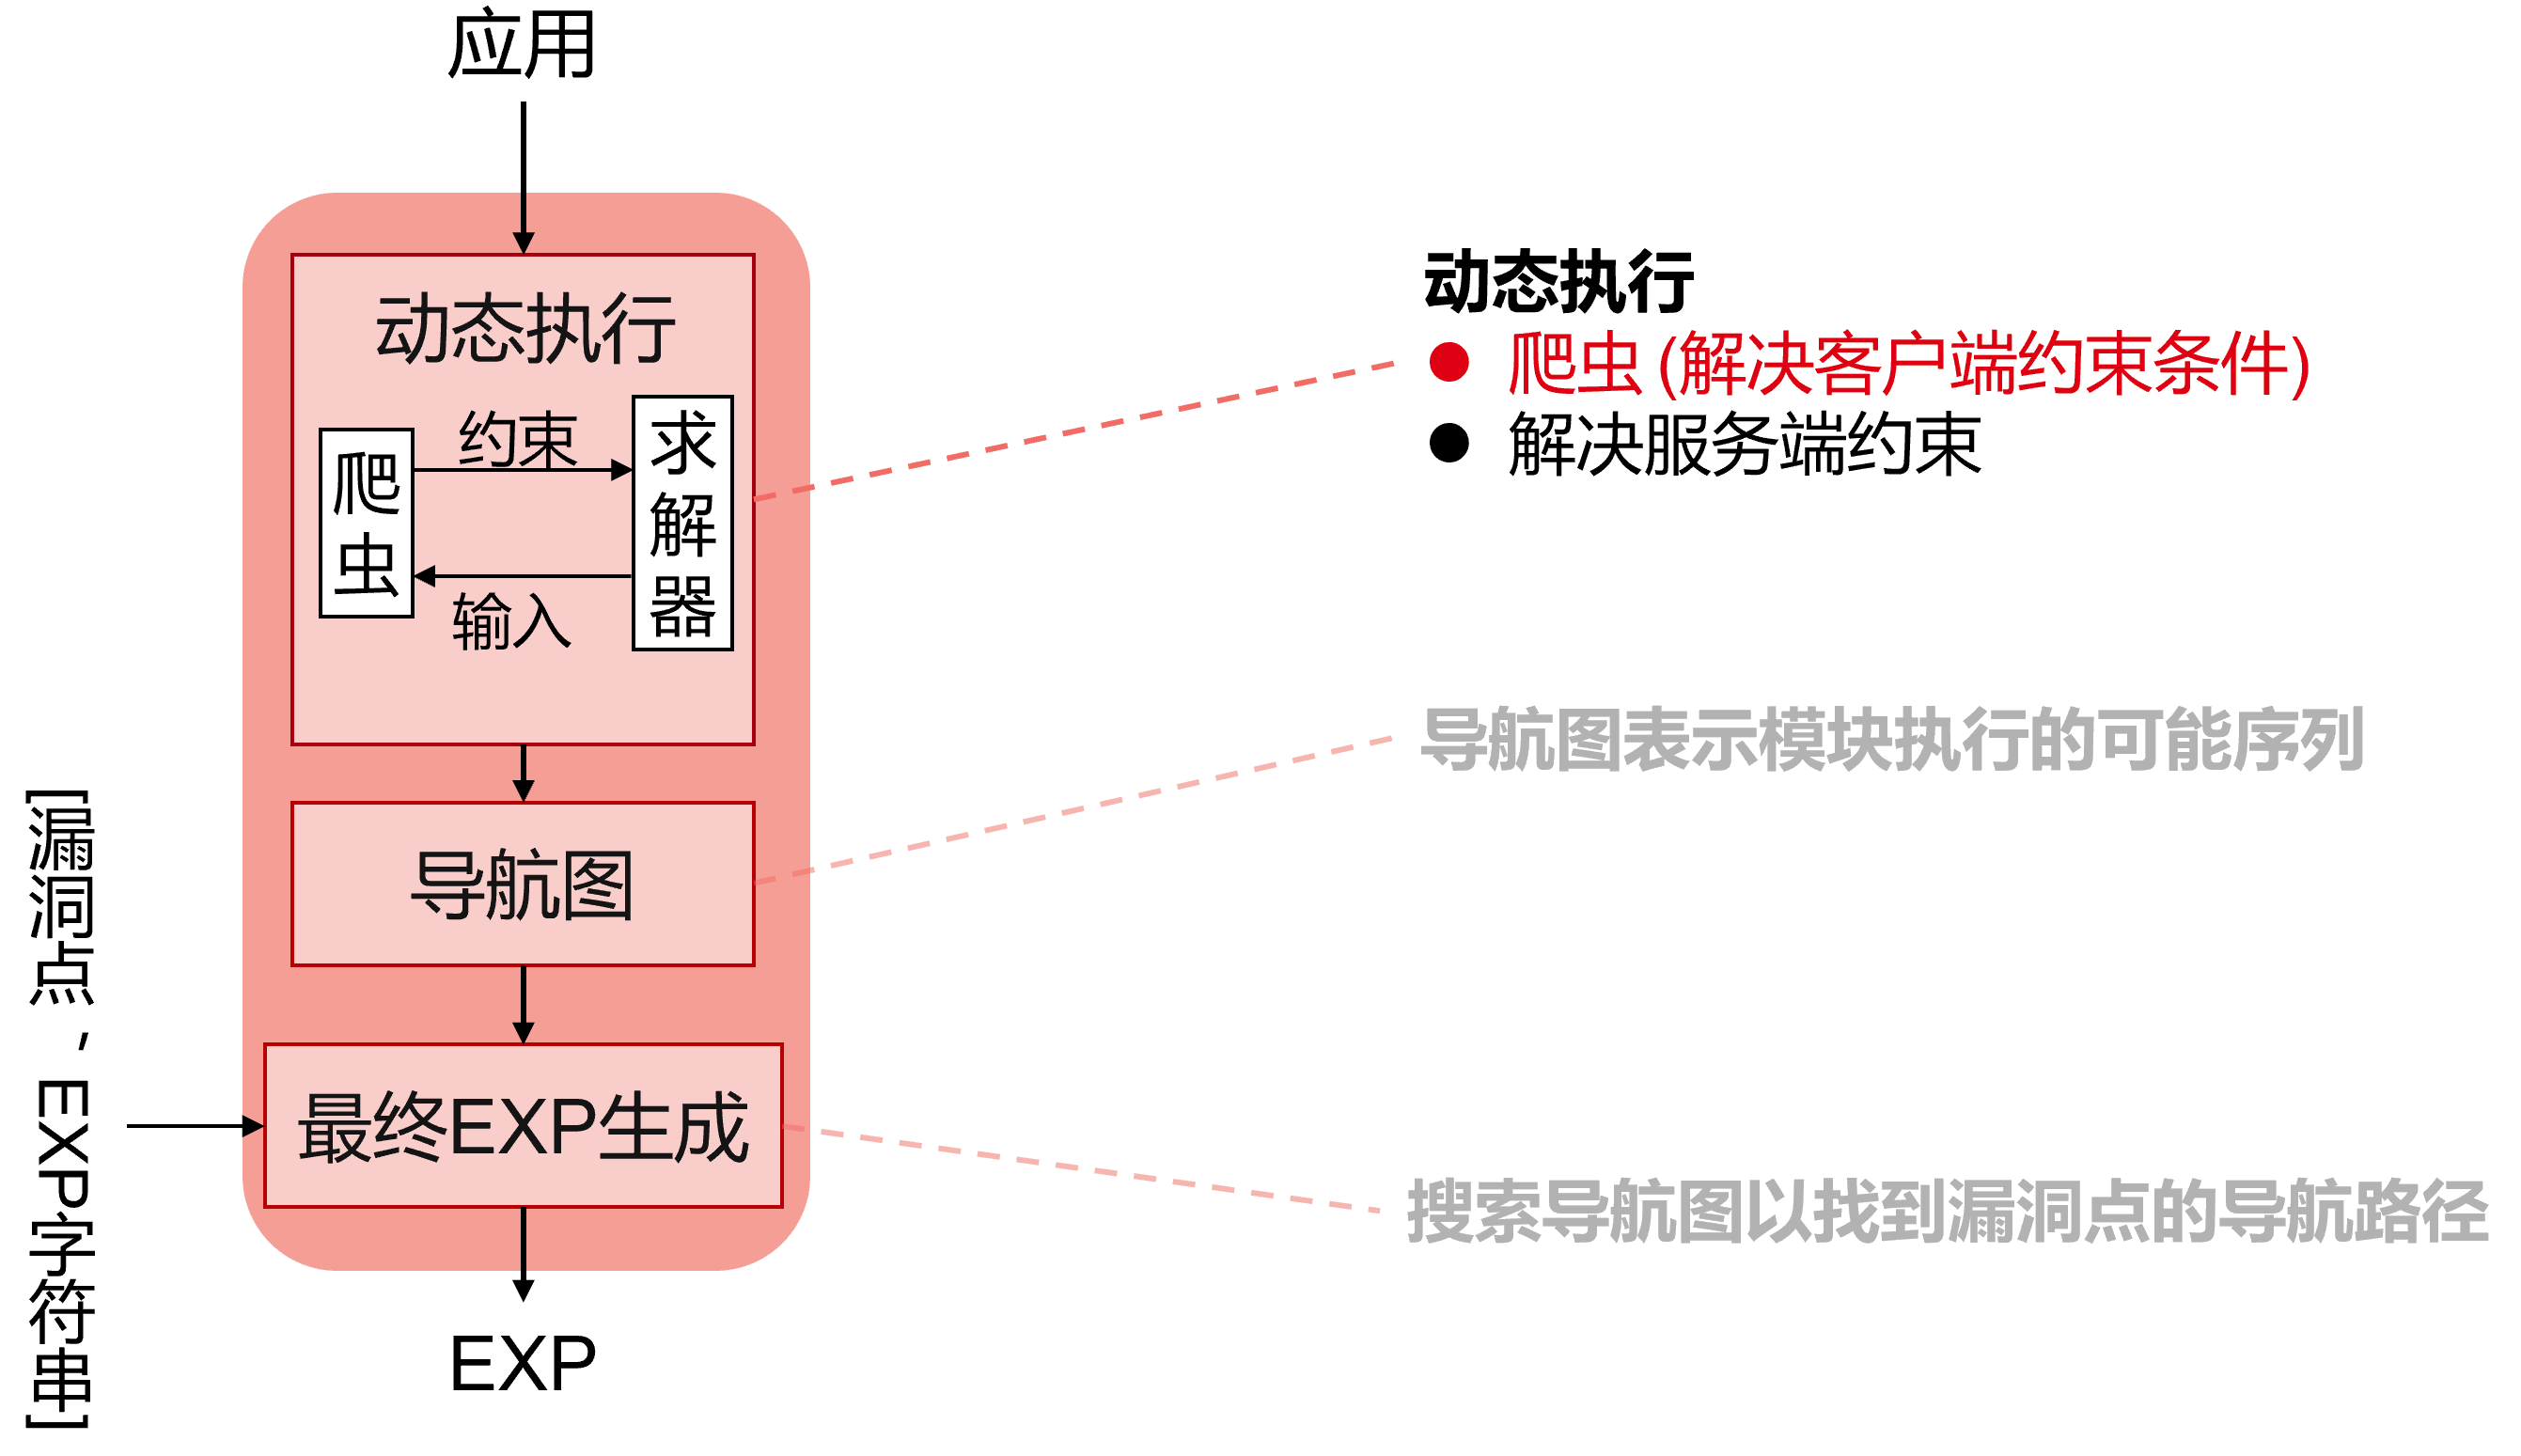 应用
动态执行
约束
爬虫
求解器
输入
导航图
最终EXP生成
EXP
[漏洞点 - EXP字符串]
动态执行
爬虫 (解决客户端约束条件)
解决服务端约束
导航图表示模块执行的可能序列
搜索导航图以找到漏洞点的导航路径